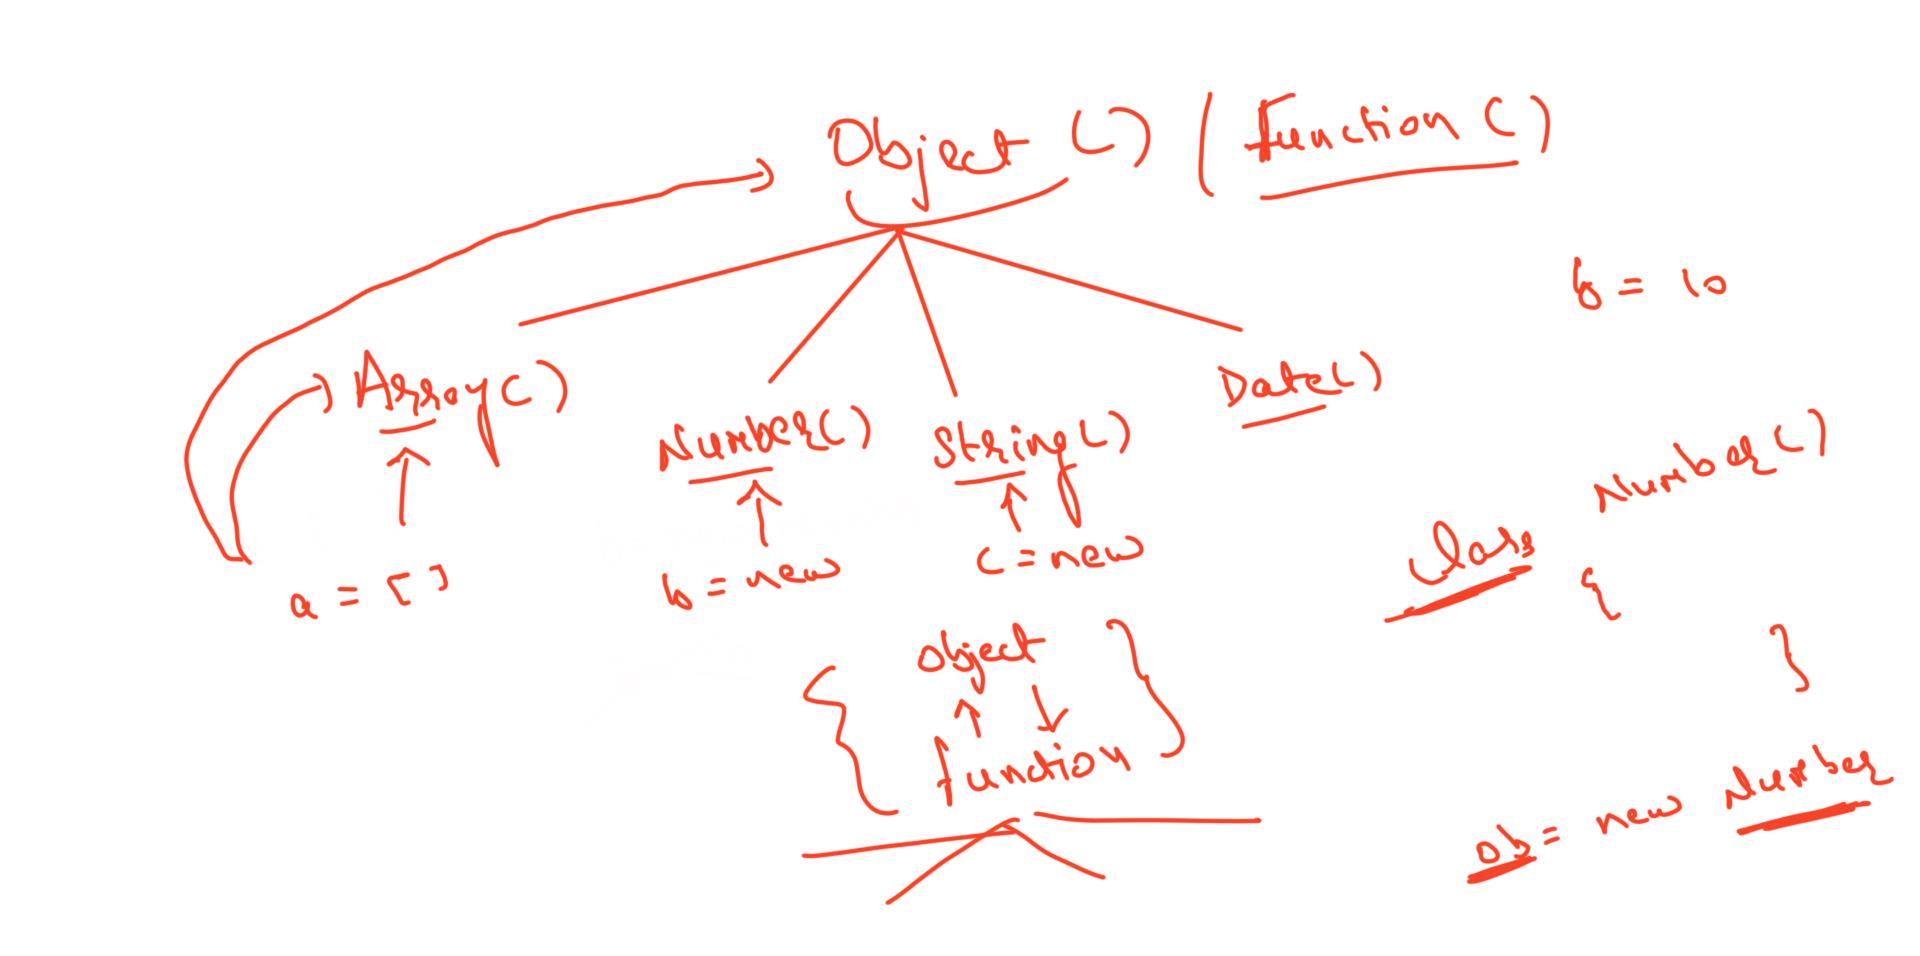 Object () (Function ()
b = 10
Array()
Number()
String()
Date()
a = []
b = new
c = new
class Number()
{
}
{ object }
function
ob = new Number